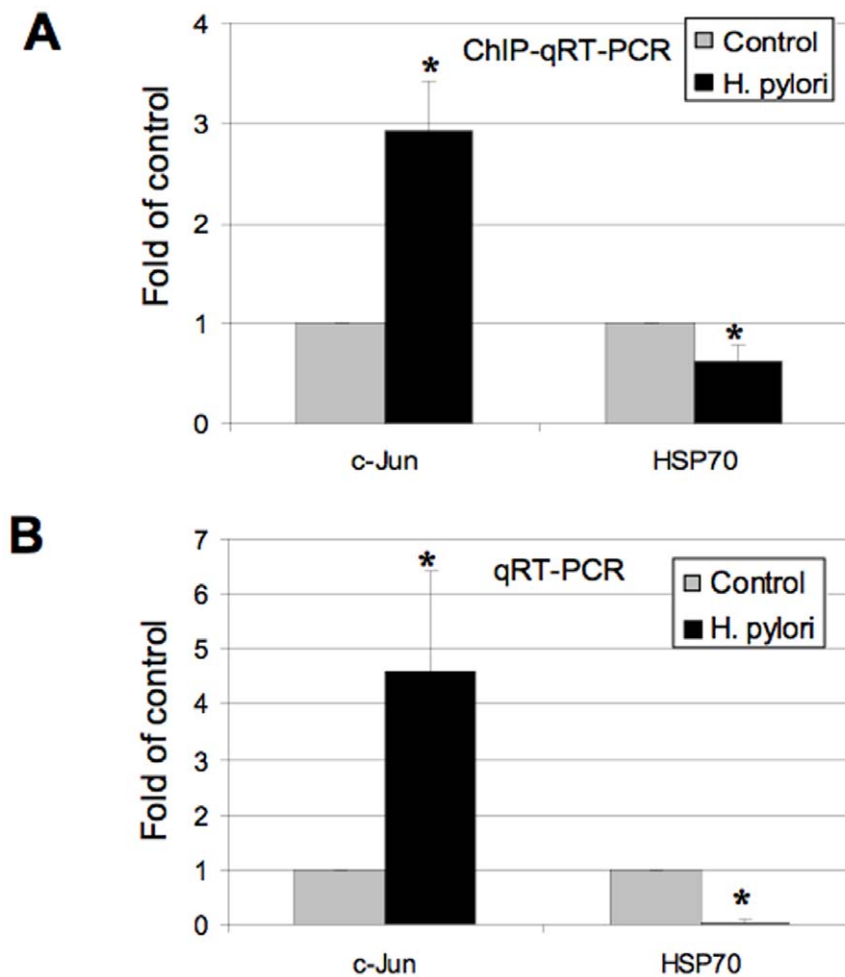 A
ChIP-qRT-PCR
Control
H. pylori
Fold of control
4
3
2
1
0
*
*
c-Jun
HSP70
B
qRT-PCR
Control
H. pylori
Fold of control
7
6
5
4
3
2
1
0
*
*
c-Jun
HSP70